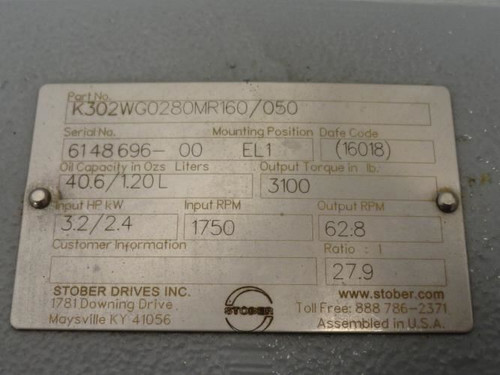 Part No.
K302WG0280MR160/050
Serial No. Mounting Position Date Code
6148696-00 EL1 (16018)
Oil Capacity in Ozs Liters Output Torque in lb.
40.6/1.20L 3100
Input HP kW Input RPM Output RPM
3.2/2.4 1750 62.8
Customer Information Ratio : 1
27.9
STOBER DRIVES INC. www.stober.com
1781 Downing Drive Toll Free: 888 786-2371
Maysville KY 41056 Assembled in U.S.A.
STOBER